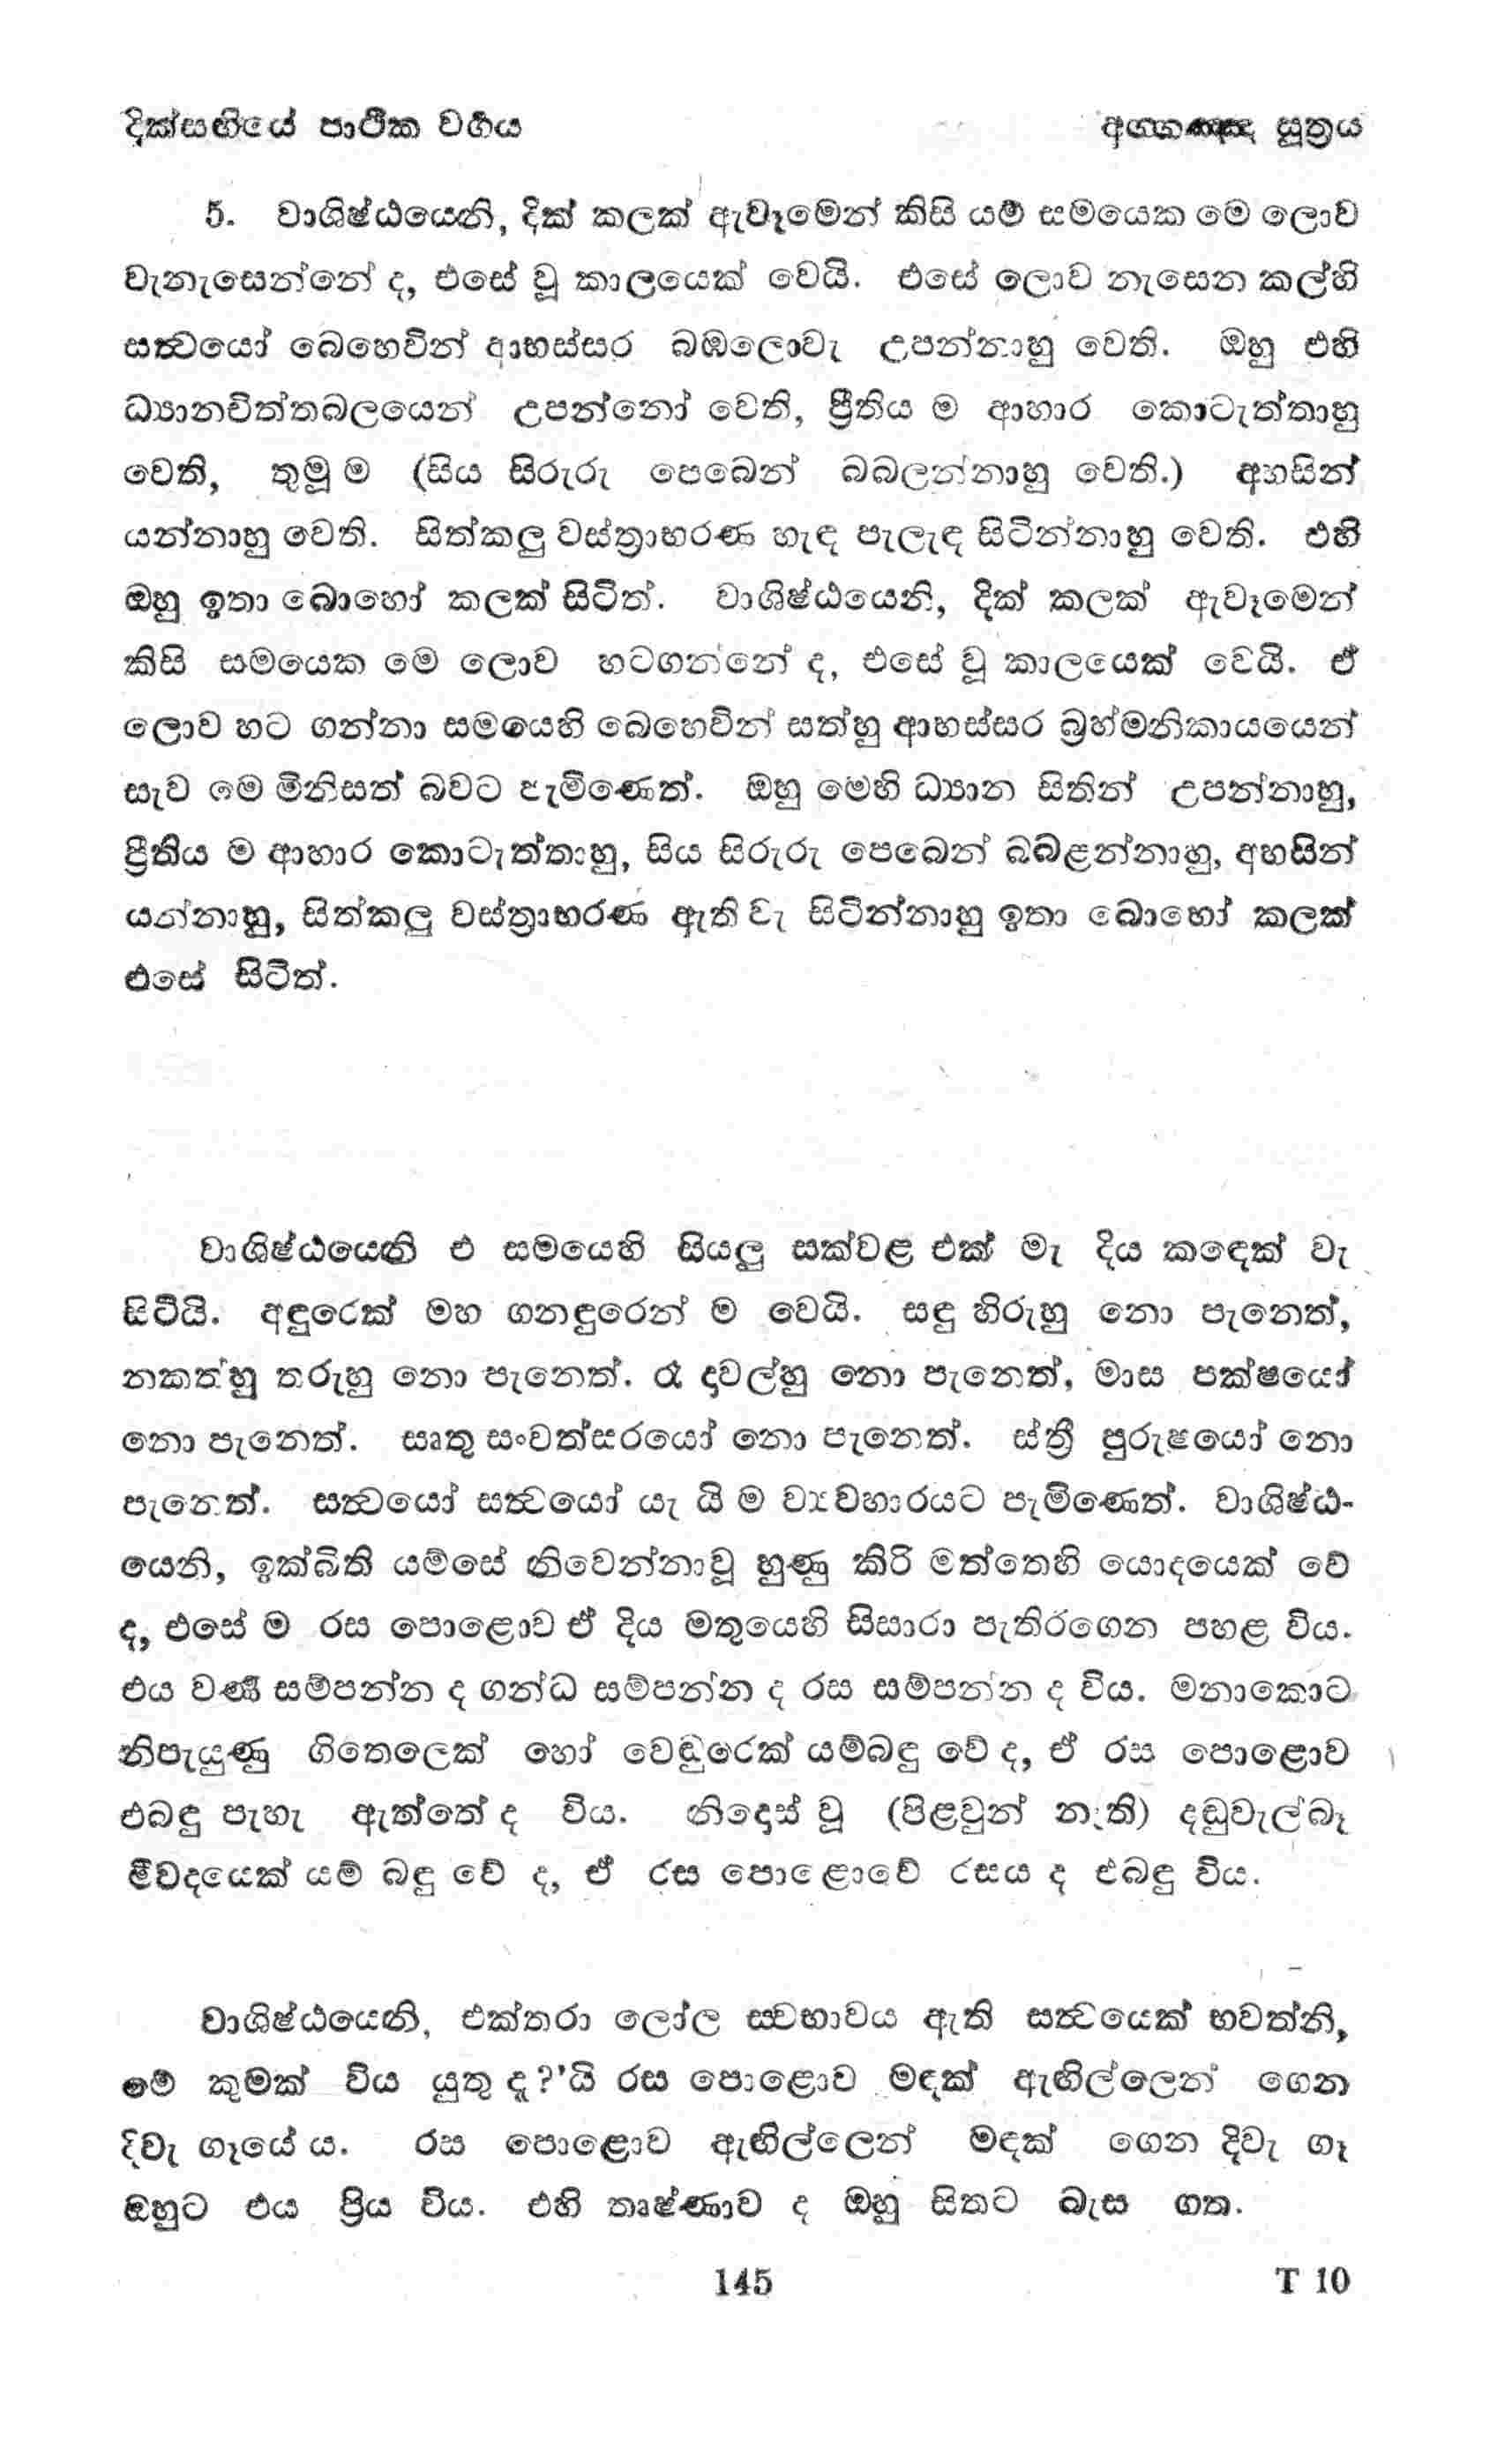 දික්සඟියේ පාථික වර්‍ගය
අග්ගඤ්ඤ සූත්‍රය
5. වාශිෂ්ඨයෙනි, දික් කලක් ඇවෑමෙන් කිසි යම් සමයෙක මෙ ලොව
වැනැසෙන්නේ ද, එසේ වූ කාලයෙක් වෙයි. එසේ ලොව නැසෙන කල්හි
සත්‍වයෝ බෙහෙවින් ආභස්සර බඹලොවැ උපන්නාහු වෙති. ඔහු එහි
ධ්‍යානචිත්තබලයෙන් උපන්නෝ වෙති, ප්‍රීතිය ම ආහාර කොටැත්තාහු
වෙති, තුමූ ම (සිය සිරුරු පෙබෙන් බබලන්නාහු වෙති.) අහසින්
යන්නාහු වෙති. සිත්කලු වස්ත්‍රාභරණ හැඳ පැලැඳ සිටින්නාහු වෙති. එහි
ඔහු ඉතා බොහෝ කලක් සිටිත්. වාශිෂ්ඨයෙනි, දික් කලක් ඇවෑමෙන්
කිසි සමයෙක මෙ ලොව හටගන්නේ ද, එසේ වූ කාලයෙක් වෙයි. ඒ
ලොව හට ගන්නා සමයෙහි බෙහෙවින් සත්හු ආභස්සර බ්‍රහ්මනිකායයෙන්
සැව මෙ මිනිසත් බවට පැමිණෙත්. ඔහු මෙහි ධ්‍යාන සිතින් උපන්නාහු,
ප්‍රීතිය ම ආහාර කොටැත්තාහු, සිය සිරුරු පෙබෙන් බබළන්නාහු, අහසින්
යන්නාහු, සිත්කලු වස්ත්‍රාභරණ ඇති වැ සිටින්නාහු ඉතා බොහෝ කලක්
එසේ සිටිත්.
වාශිෂ්ඨයෙනි එ සමයෙහි සියලු සක්වළ එක් මැ දිය කඳෙක් වැ
සිටියි. අඳුරෙක් මහ ගනඳුරෙන් ම වෙයි. සඳු හිරුහු නො පැනෙත්,
නකත්හු තරුහු නො පැනෙත්. රෑ දවල්හු නො පැනෙත්, මාස පක්ෂයෝ
නො පැනෙත්. ඍතු සංවත්සරයෝ නො පැනෙත්. ස්ත්‍රී පුරුෂයෝ නො
පැනෙත්. සත්‍වයෝ සත්‍වයෝ යැ යි ම ව්‍යවහාරයට පැමිණෙත්. වාශිෂ්ඨ-
යෙනි, ඉක්බිති යම්සේ නිවෙන්නාවූ හුණු කිරි මත්තෙහි යොදයෙක් වේ
ද, එසේ ම රස පොළොව ඒ දිය මතුයෙහි සිසාරා පැතිරගෙන පහළ විය.
එය වර්‍ණ සම්පන්න ද ගන්ධ සම්පන්න ද රස සම්පන්න ද විය. මනාකොට
නිපැයුණු ගිතෙලෙක් හෝ වෙඬුරෙක් යම්බඳු වේ ද, ඒ රස පොළොව
එබඳු පැහැ ඇත්තේ ද විය. නිදොස් වූ (පිළවුන් නැති) දඬුවැල්බෑ
මීවදයෙක් යම් බඳු වේ ද, ඒ රස පොළොවේ රසය ද එබඳු විය.
වාශිෂ්ඨයෙනි, එක්තරා ලෝල ස්වභාවය ඇති සත්‍වයෙක් භවත්නි,
මේ කුමක් විය යුතු දැ?'යි රස පොළොව මඳක් ඇඟිල්ලෙන් ගෙන
දිවැ ගෑයේ ය. රස පොළොව ඇඟිල්ලෙන් මඳක් ගෙන දිවැ ගෑ
ඔහුට එය ප්‍රිය විය. එහි තෘෂ්ණාව ද ඔහු සිතට බැස ගත.
145
T 10